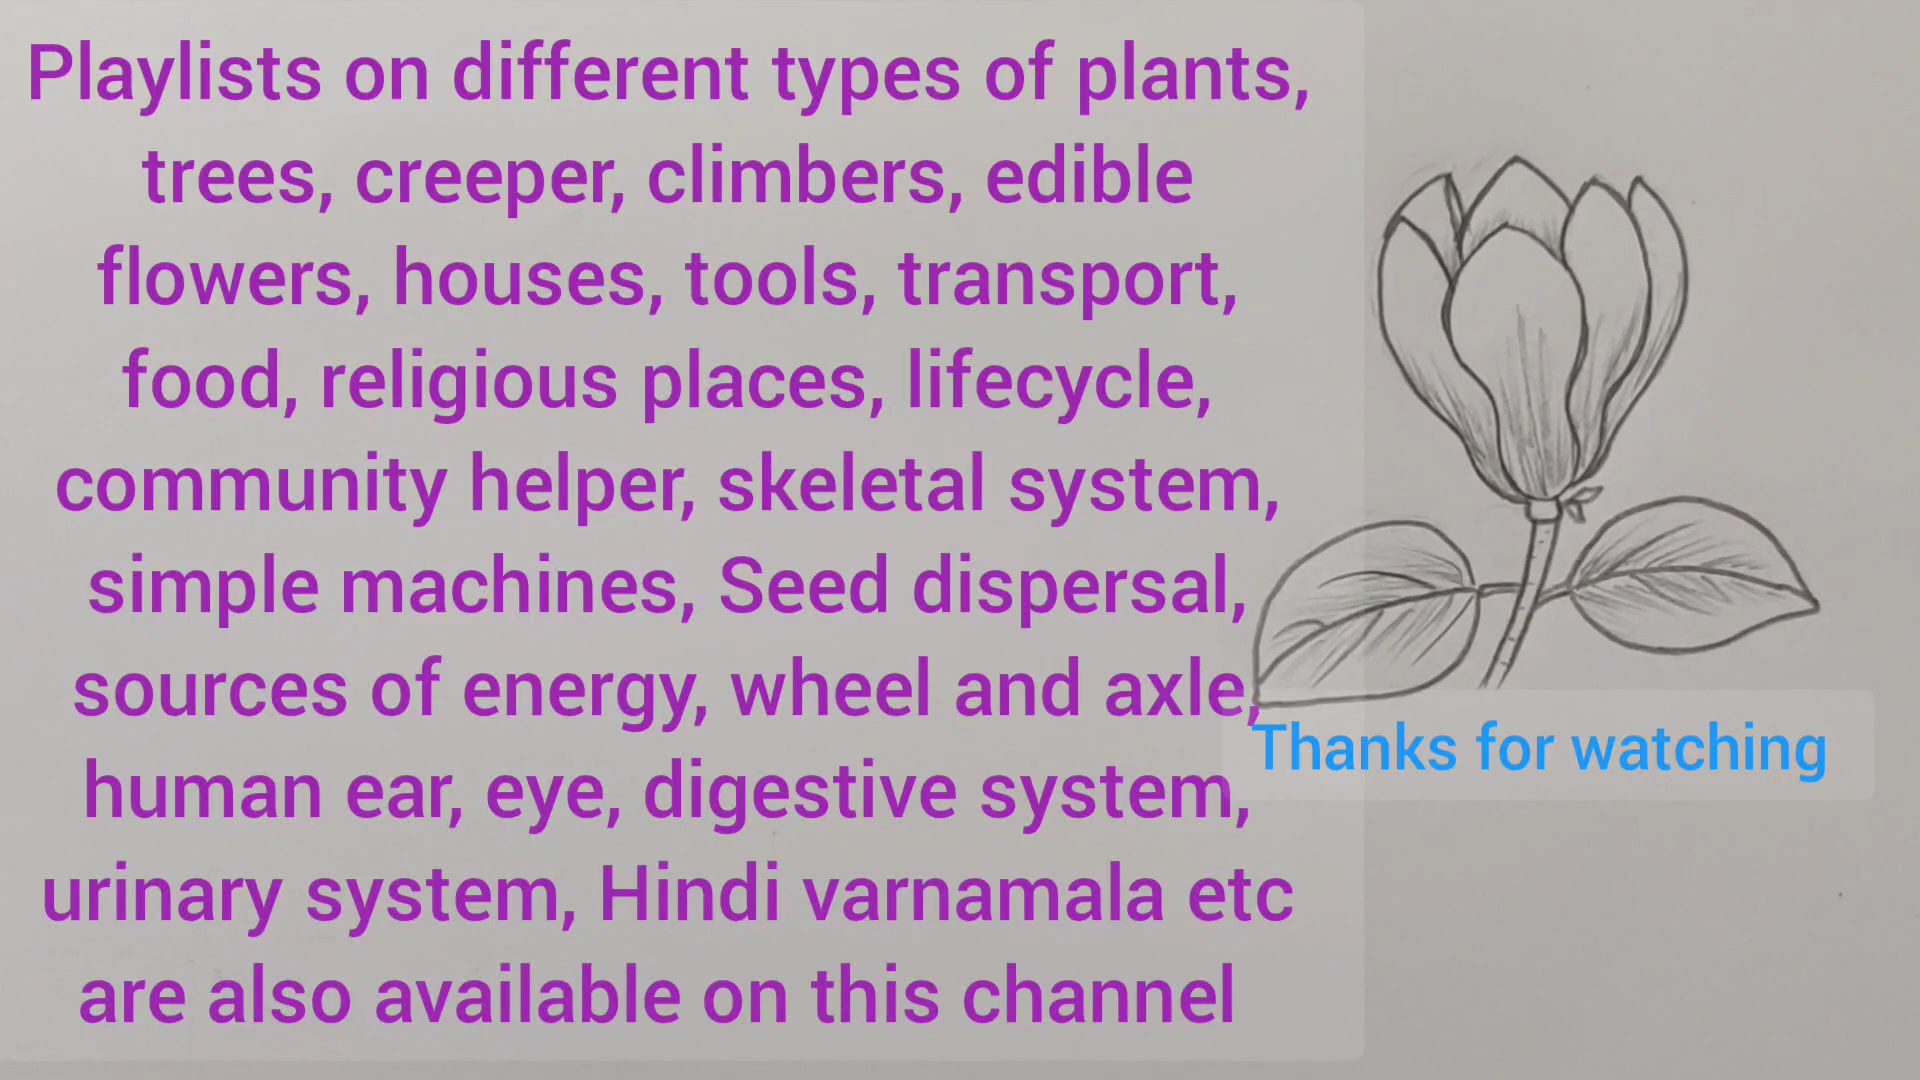 Playlists on different types of plants,
trees, creeper, climbers, edible
flowers, houses, tools, transport,
food, religious places, lifecycle,
community helper, skeletal system,
simple machines, Seed dispersal,
sources of energy, wheel and axle,
human ear, eye, digestive system,
urinary system, Hindi varnamala etc
are also available on this channel
Thanks for watching